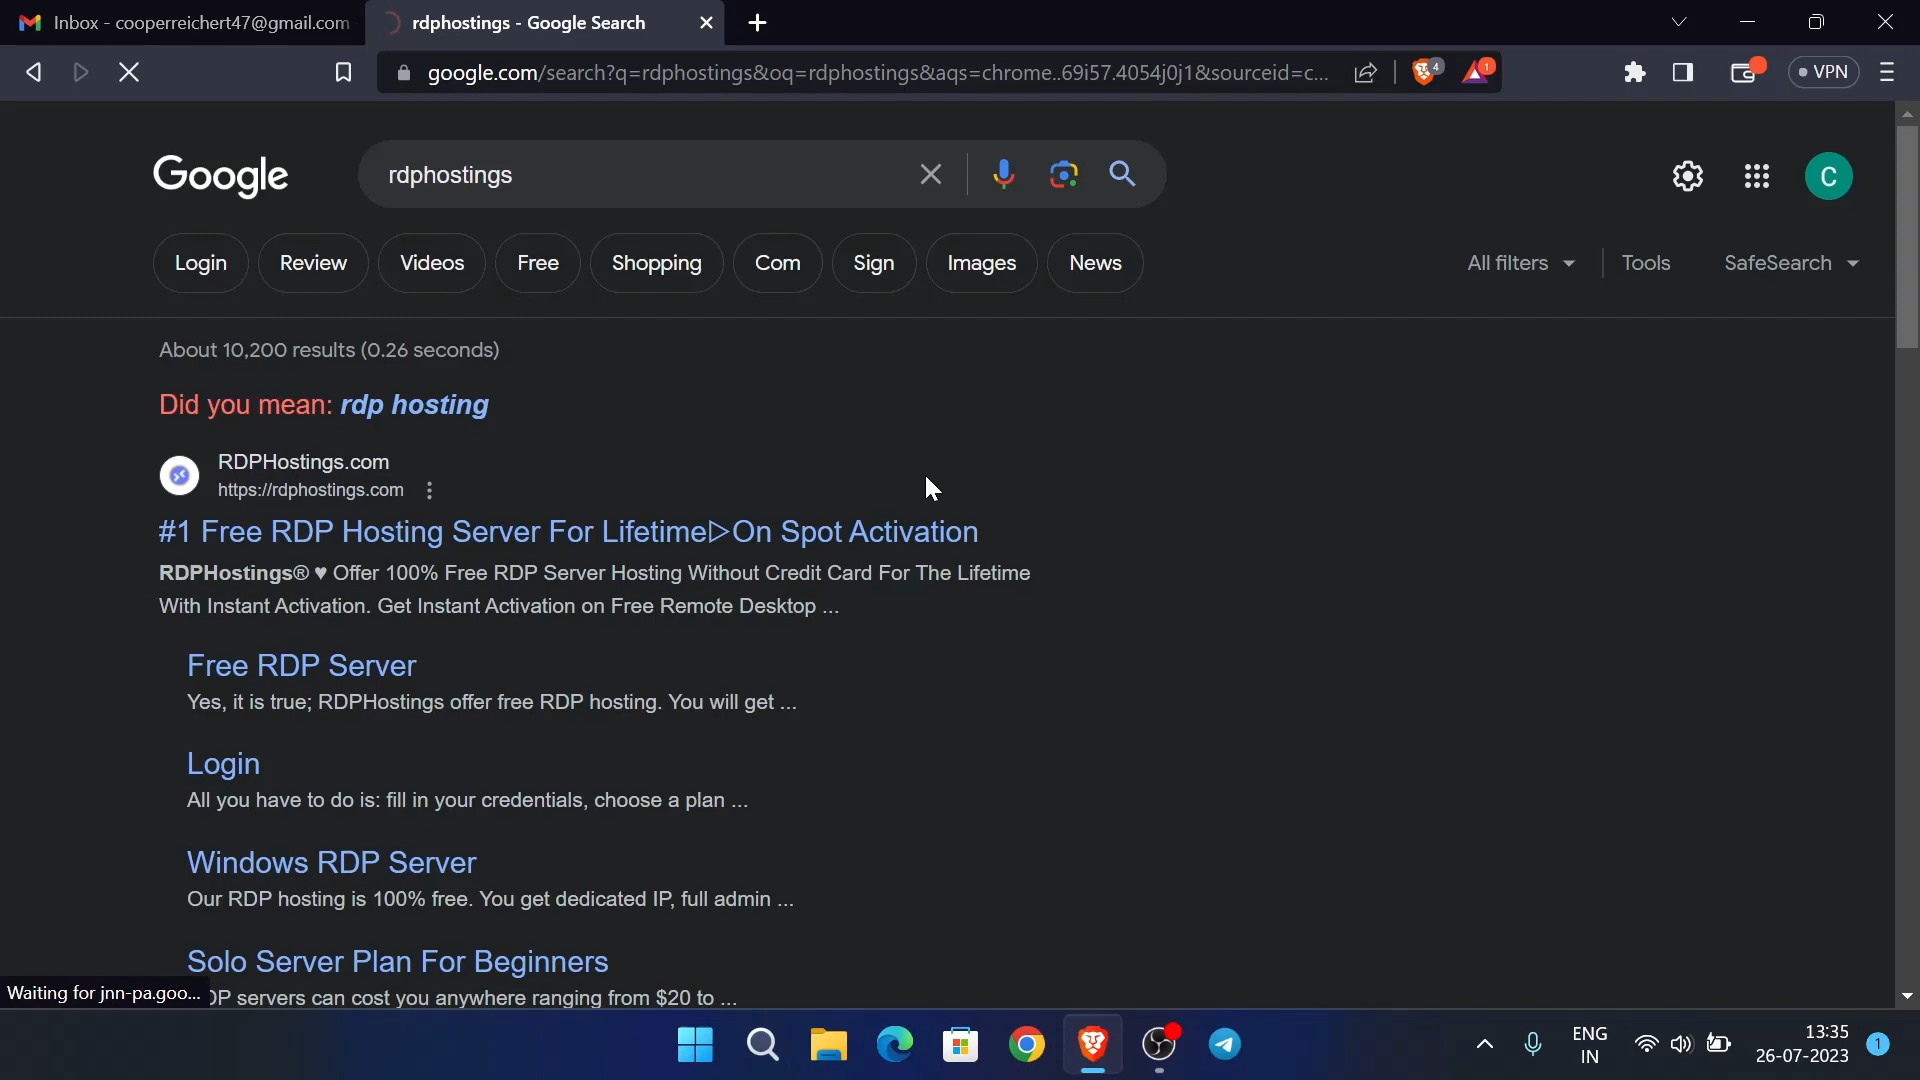 Inbox - cooperreichert47@gmail.com
rdphostings - Google Search
google.com/search?q=rdphostings&oq=rdphostings&aqs=chrome..69i57.4054j0j1&sourceid=c...
4
1
VPN
Google
rdphostings
C
Login
Review
Videos
Free
Shopping
Com
Sign
Images
News
All filters
Tools
SafeSearch
About 10,200 results (0.26 seconds)
Did you mean: rdp hosting
RDPHostings.com
https://rdphostings.com
#1 Free RDP Hosting Server For Lifetime▷On Spot Activation
RDPHostings® ♥ Offer 100% Free RDP Server Hosting Without Credit Card For The Lifetime
With Instant Activation. Get Instant Activation on Free Remote Desktop ...
Free RDP Server
Yes, it is true; RDPHostings offer free RDP hosting. You will get ...
Login
All you have to do is: fill in your credentials, choose a plan ...
Windows RDP Server
Our RDP hosting is 100% free. You get dedicated IP, full admin ...
Solo Server Plan For Beginners
DP servers can cost you anywhere ranging from $20 to ...
Waiting for jnn-pa.goo...
ENG
IN
13:35
26-07-2023
1